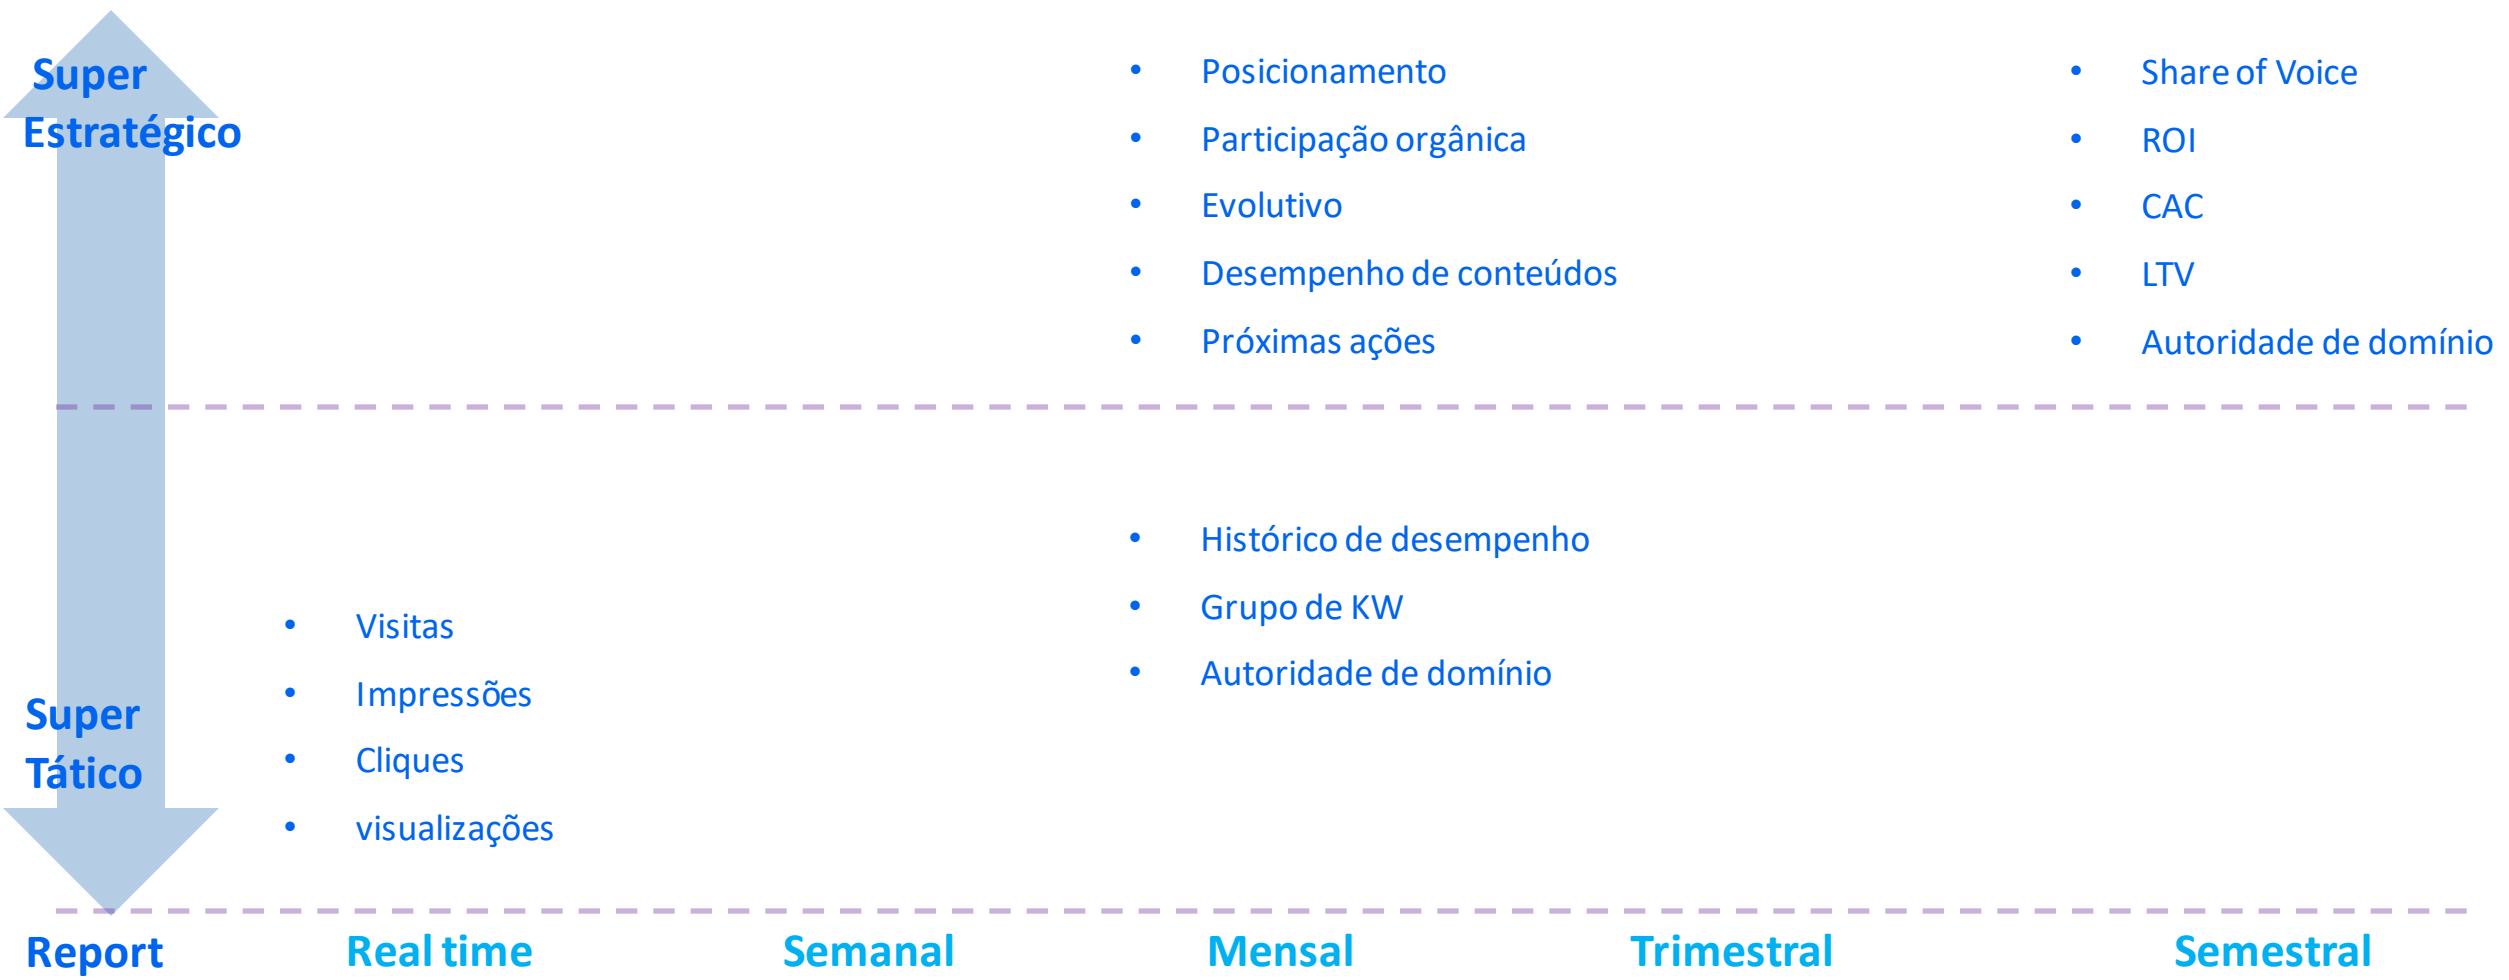 Super
Estratégico
• Posicionamento
• Participação orgânica
• Evolutivo
• Desempenho de conteúdos
• Próximas ações
• Share of Voice
• ROI
• CAC
• LTV
• Autoridade de domínio
Super
Tático
• Visitas
• Impressões
• Cliques
• visualizações
• Histórico de desempenho
• Grupo de KW
• Autoridade de domínio
Report
Real time
Semanal
Mensal
Trimestral
Semestral